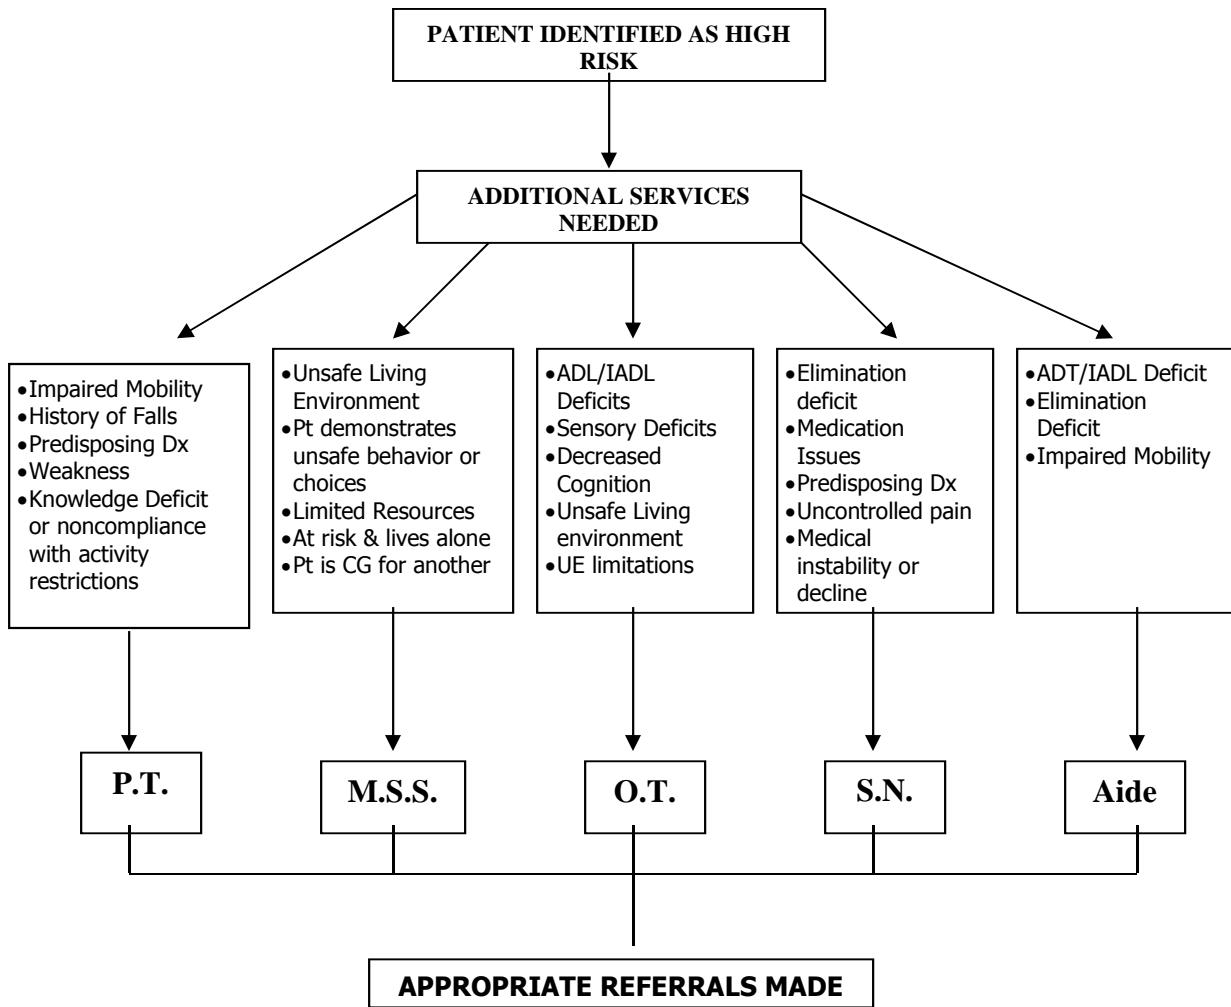 PATIENT IDENTIFIED AS HIGH
RISK
ADDITIONAL SERVICES
NEEDED
•Impaired Mobility
•History of Falls
•Predisposing Dx
•Weakness
•Knowledge Deficit
or noncompliance
with activity
restrictions
•Unsafe Living
Environment
•Pt demonstrates
unsafe behavior or
choices
•Limited Resources
•At risk & lives alone
•Pt is CG for another
•ADL/IADL
Deficits
•Sensory Deficits
•Decreased
Cognition
•Unsafe Living
environment
•UE limitations
•Elimination
deficit
•Medication
Issues
•Predisposing Dx
•Uncontrolled pain
•Medical
instability or
decline
•ADT/IADL Deficit
•Elimination
Deficit
•Impaired Mobility
P.T.
M.S.S.
O.T.
S.N.
Aide
APPROPRIATE REFERRALS MADE